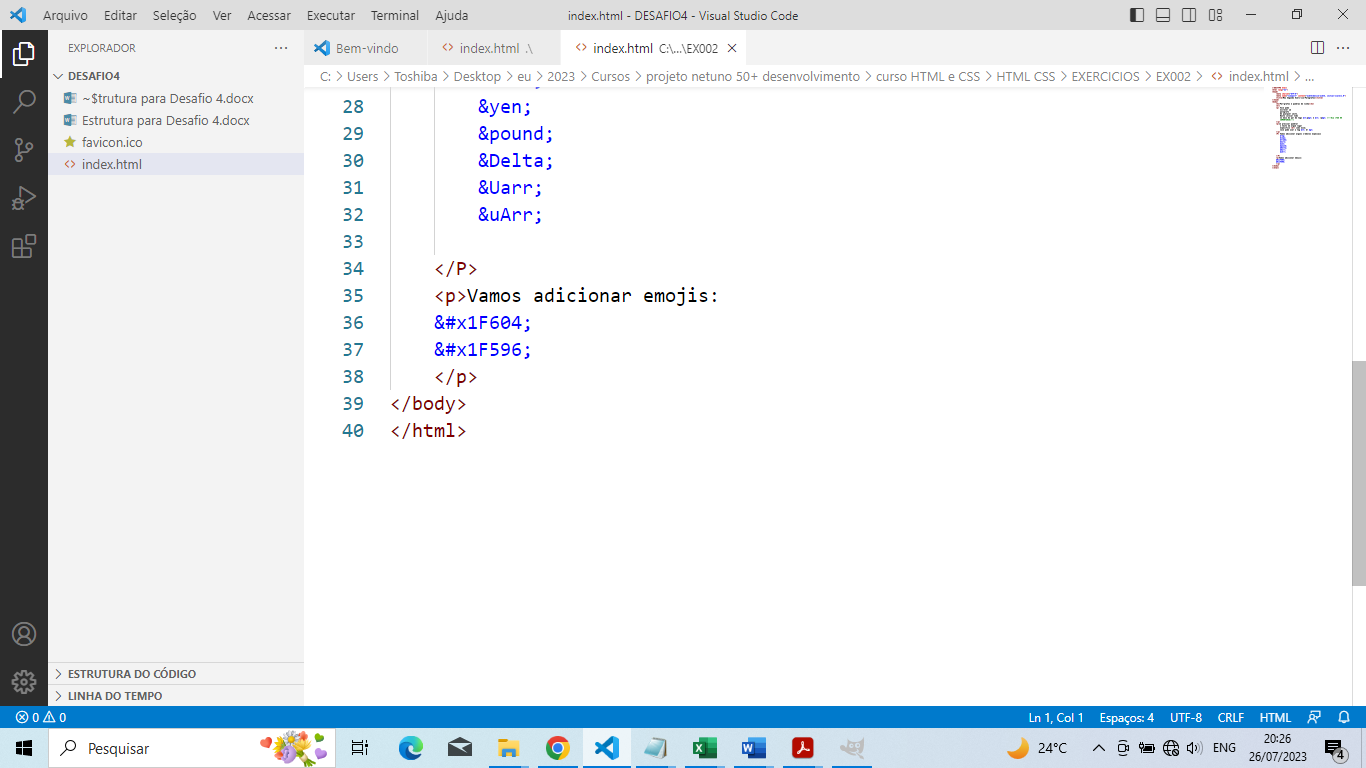 Arquivo Editar Seleção Ver Acessar Executar Terminal Ajuda index.html - DESAFIO4 - Visual Studio Code
EXPLORADOR
Bem-vindo index.html .\ index.html C:\...\EX002
DESAFIO4
C: > Users > Toshiba > Desktop > eu > 2023 > Cursos > projeto netuno 50+ desenvolvimento > curso HTML e CSS > HTML CSS > EXERCICIOS > EX002 > index.html > ...
~$trutura para Desafio 4.docx
Estrutura para Desafio 4.docx
favicon.ico
index.html
28 &yen;
29 &pound;
30 &Delta;
31 &Uarr;
32 &uArr;
33
34 </P>
35 <p>Vamos adicionar emojis:
36 &#x1F604;
37 &#x1F596;
38 </p>
39 </body>
40 </html>
ESTRUTURA DO CÓDIGO
LINHA DO TEMPO
0 0 Ln 1, Col 1 Espaços: 4 UTF-8 CRLF HTML
Pesquisar 24°C ENG 20:26
26/07/2023 4